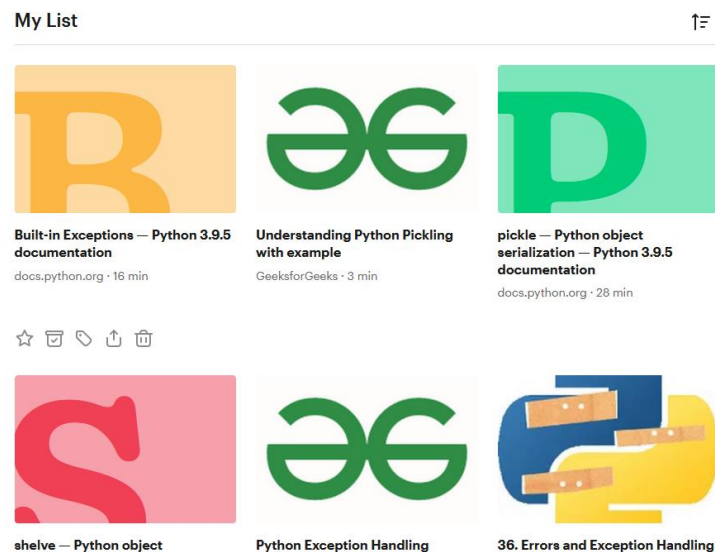 My List
Built-in Exceptions — Python 3.9.5
documentation
docs.python.org · 16 min
Understanding Python Pickling
with example
GeeksforGeeks · 3 min
pickle — Python object
serialization — Python 3.9.5
documentation
docs.python.org · 28 min
shelve — Python object
Python Exception Handling
36. Errors and Exception Handling